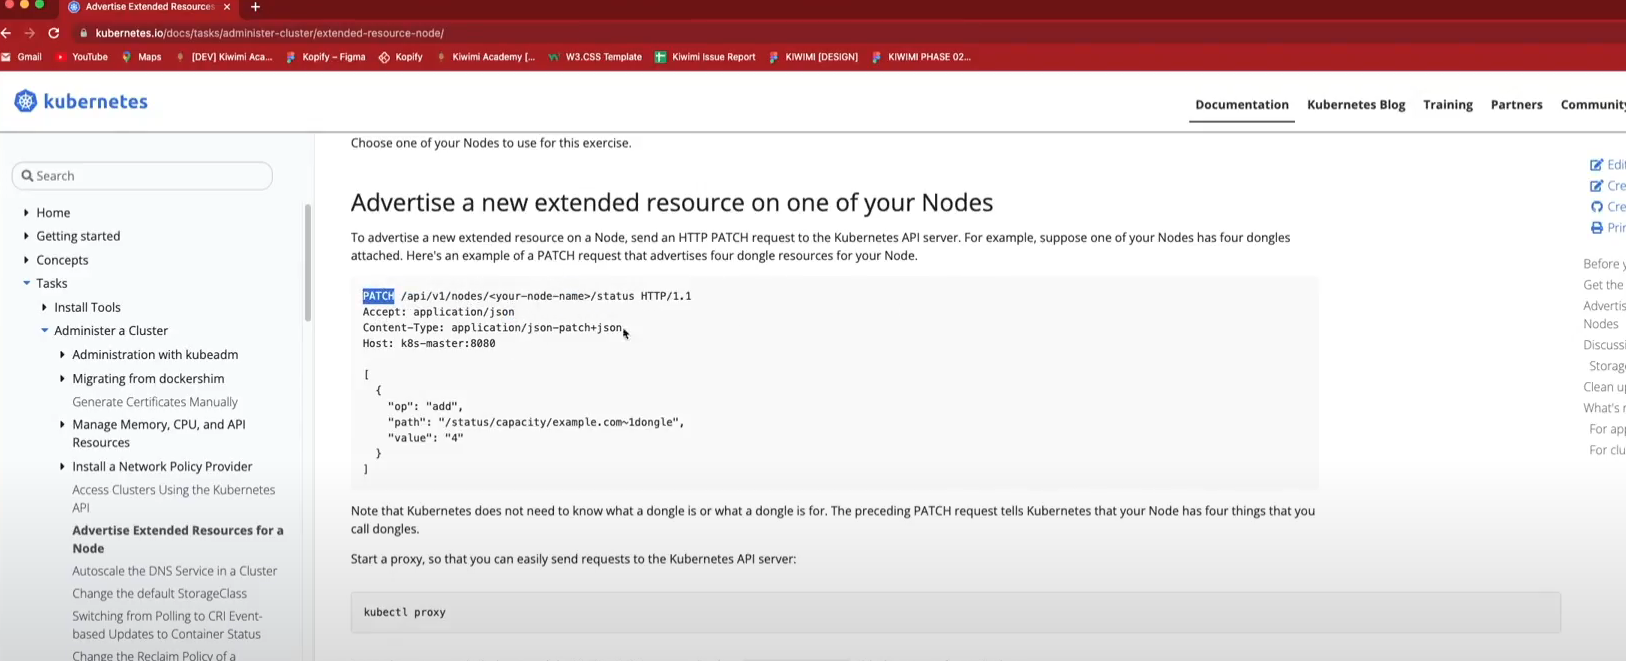 Advertise Extended Resources
kubernetes.io/docs/tasks/administer-cluster/extended-resource-node/
Gmail
YouTube
Maps
[DEV] Kiwimi Aca...
Kopify – Figma
Kopify
Kiwimi Academy [...
W3.CSS Template
Kiwimi Issue Report
KIWIMI [DESIGN]
KIWIMI PHASE 02...
kubernetes
Documentation
Kubernetes Blog
Training
Partners
Community
Search
Home
Getting started
Concepts
Tasks
Install Tools
Administer a Cluster
Administration with kubeadm
Migrating from dockershim
Generate Certificates Manually
Manage Memory, CPU, and API
Resources
Install a Network Policy Provider
Access Clusters Using the Kubernetes
API
Advertise Extended Resources for a
Node
Autoscale the DNS Service in a Cluster
Change the default StorageClass
Switching from Polling to CRI Event-
based Updates to Container Status
Change the Reclaim Policy of a
Choose one of your Nodes to use for this exercise.
Advertise a new extended resource on one of your Nodes
To advertise a new extended resource on a Node, send an HTTP PATCH request to the Kubernetes API server. For example, suppose one of your Nodes has four dongles
attached. Here's an example of a PATCH request that advertises four dongle resources for your Node.
PATCH /api/v1/nodes/<your-node-name>/status HTTP/1.1
Accept: application/json
Content-Type: application/json-patch+json
Host: k8s-master:8080
[
{
"op": "add",
"path": "/status/capacity/example.com~1dongle",
"value": "4"
}
]
Note that Kubernetes does not need to know what a dongle is or what a dongle is for. The preceding PATCH request tells Kubernetes that your Node has four things that you
call dongles.
Start a proxy, so that you can easily send requests to the Kubernetes API server:
kubectl proxy
Edi
Cre
Cre
Prin
Before y
Get the
Advertis
Nodes
Discussi
Storag
Clean u
What's
For ap
For clu